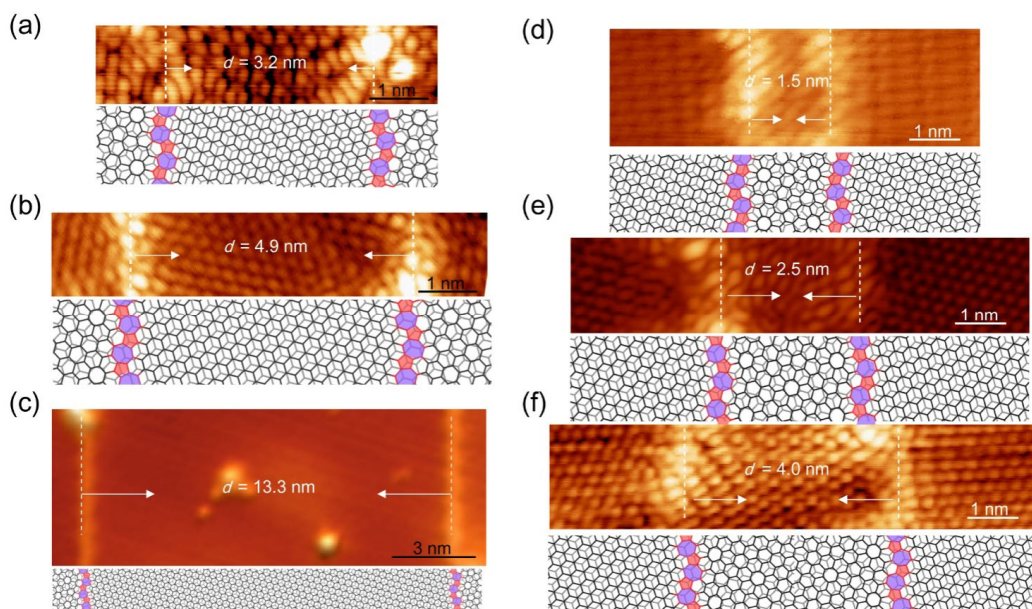 (a)
d = 3.2 nm
1 nm
(b)
d = 4.9 nm
1 nm
(c)
d = 13.3 nm
3 nm
(d)
d = 1.5 nm
1 nm
(e)
d = 2.5 nm
1 nm
(f)
d = 4.0 nm
1 nm